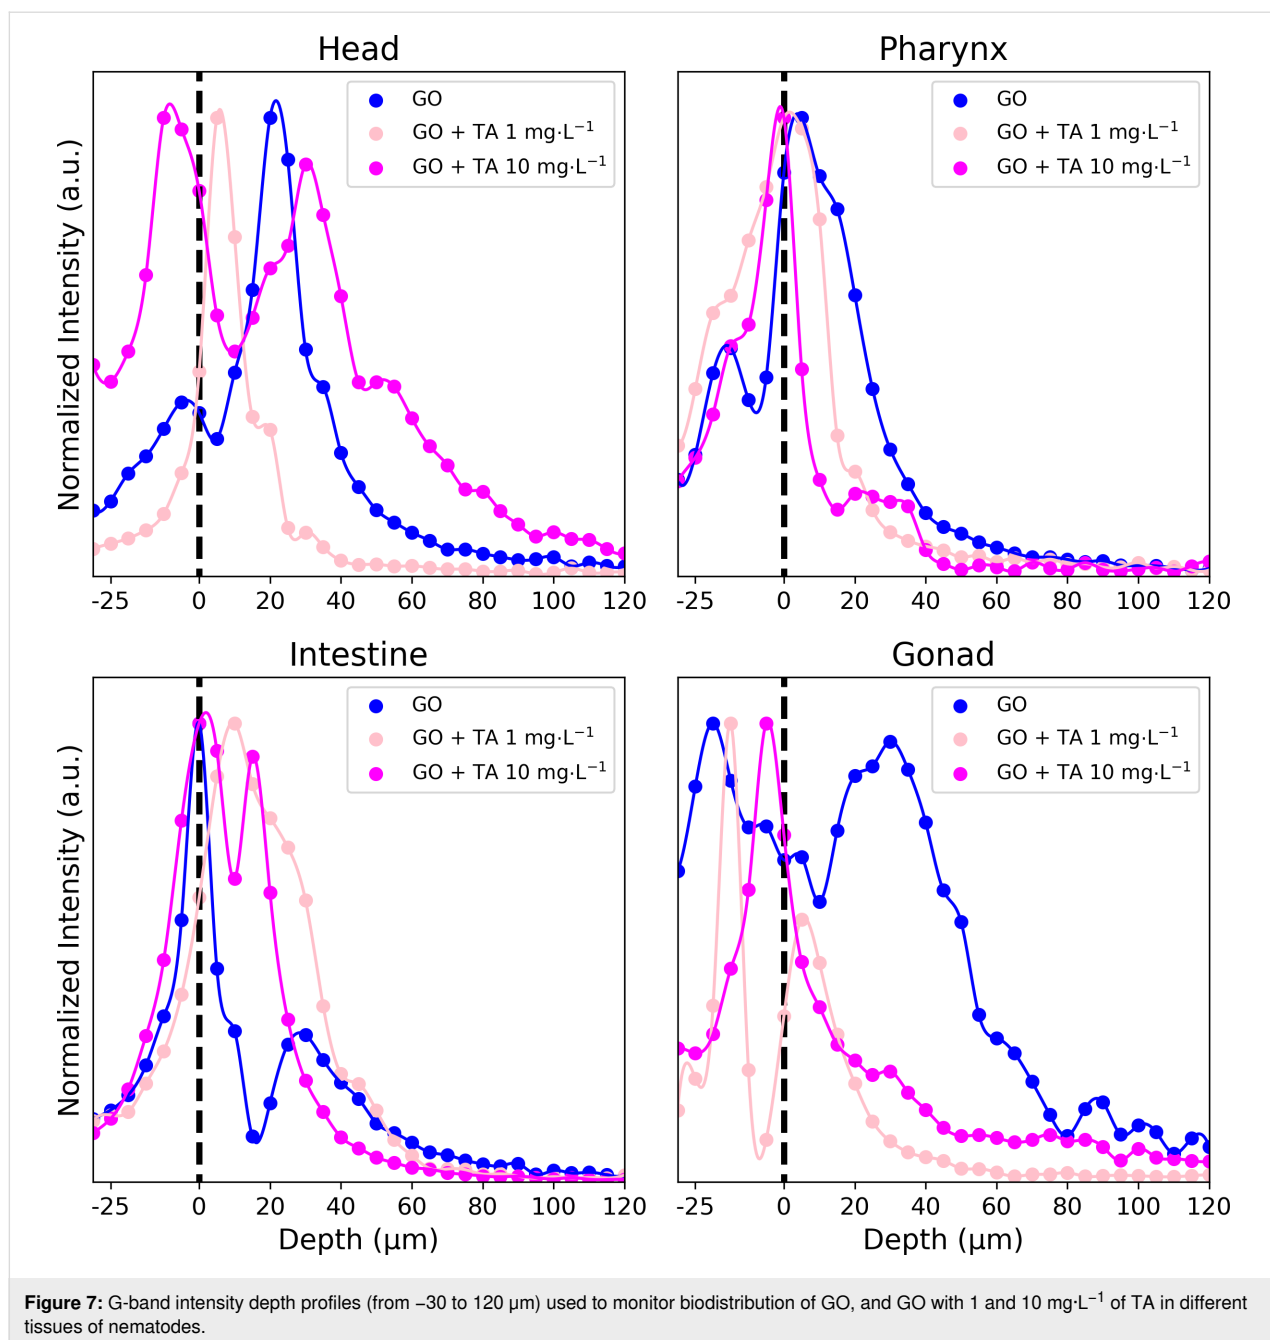 Head
Normalized Intensity (a.u.)
GO
GO + TA 1 mg·L⁻¹
GO + TA 10 mg·L⁻¹
-25 0 20 40 60 80 100 120
Pharynx
GO
GO + TA 1 mg·L⁻¹
GO + TA 10 mg·L⁻¹
-25 0 20 40 60 80 100 120
Intestine
Normalized Intensity (a.u.)
GO
GO + TA 1 mg·L⁻¹
GO + TA 10 mg·L⁻¹
-25 0 20 40 60 80 100 120
Depth (μm)
Gonad
GO
GO + TA 1 mg·L⁻¹
GO + TA 10 mg·L⁻¹
-25 0 20 40 60 80 100 120
Depth (μm)
Figure 7: G-band intensity depth profiles (from −30 to 120 μm) used to monitor biodistribution of GO, and GO with 1 and 10 mg·L⁻¹ of TA in different
tissues of nematodes.